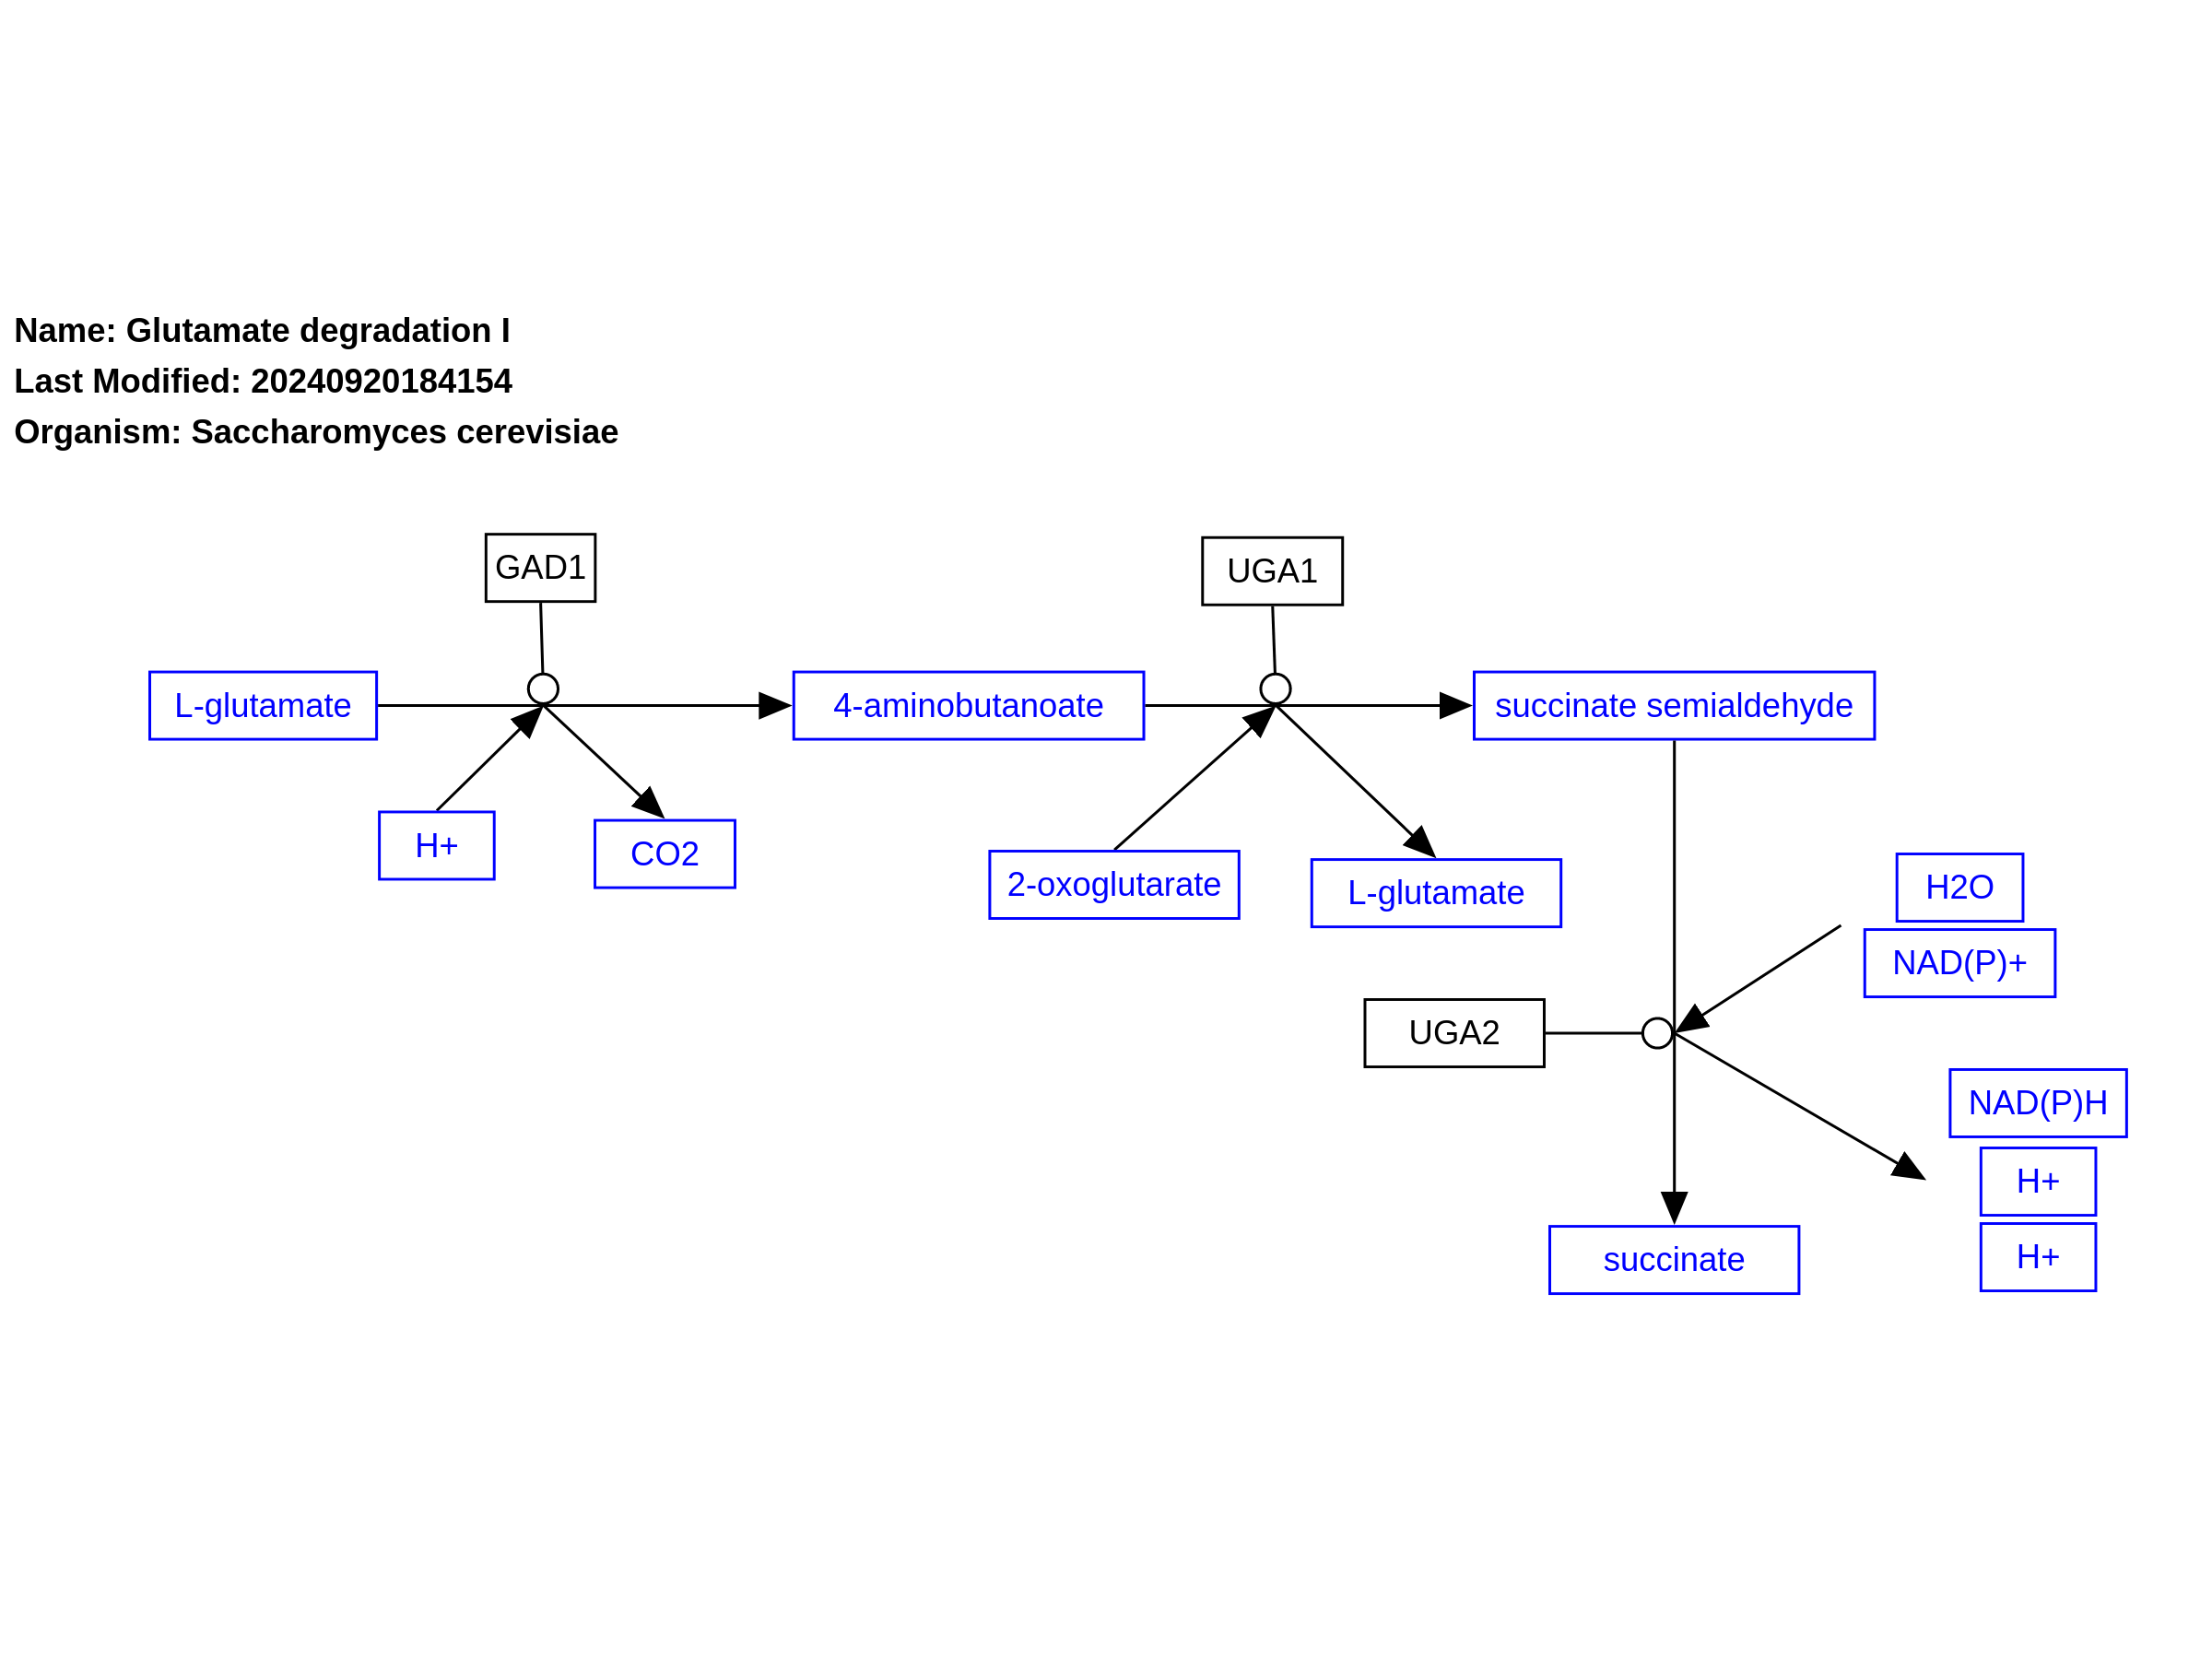 Name: Glutamate degradation I
Last Modified: 20240920184154
Organism: Saccharomyces cerevisiae
GAD1
UGA1
L-glutamate
4-aminobutanoate
succinate semialdehyde
H+
CO2
2-oxoglutarate
L-glutamate
H2O
NAD(P)+
UGA2
NAD(P)H
H+
H+
succinate